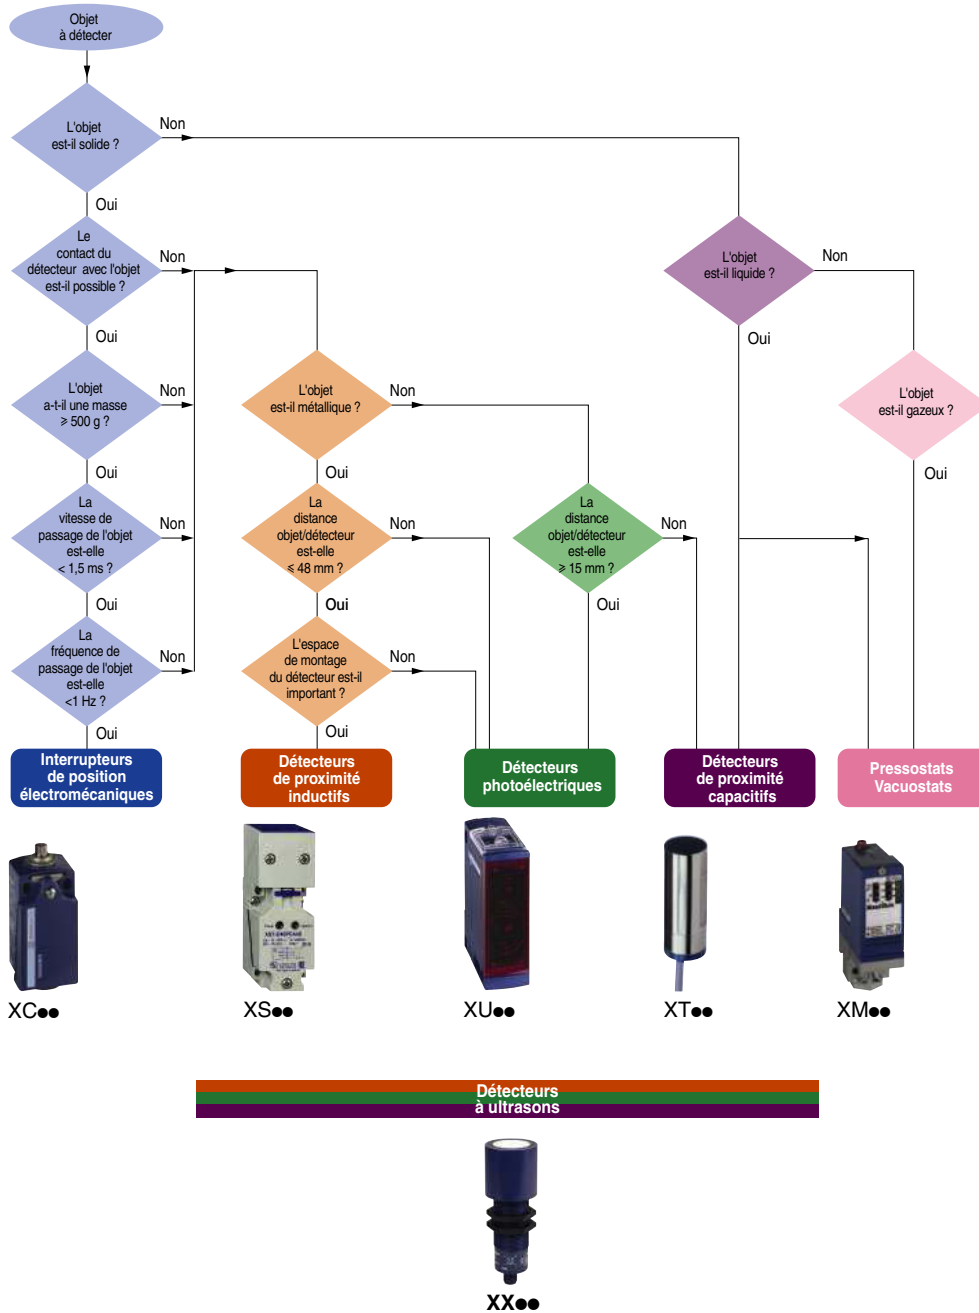 Objet
à détecter
L'objet
est-il solide ?
Non
Oui
Le
contact du
détecteur avec l'objet
est-il possible ?
Non
L'objet
est-il liquide ?
Non
Oui
Oui
L'objet
a-t-il une masse
≥ 500 g ?
Non
L'objet
est-il métallique ?
Non
L'objet
est-il gazeux ?
Oui
Oui
Oui
La
vitesse de
passage de l'objet
est-elle
< 1,5 ms ?
Non
La
distance
objet/détecteur
est-elle
≤ 48 mm ?
Non
La
distance
objet/détecteur
est-elle
≥ 15 mm ?
Non
Oui
Oui
Oui
La
fréquence de
passage de l'objet
est-elle
<1 Hz ?
Non
L'espace
de montage
du détecteur est-il
important ?
Non
Oui
Oui
Interrupteurs
de position
électromécaniques
Détecteurs
de proximité
inductifs
Détecteurs
photoélectriques
Détecteurs
de proximité
capacitifs
Pressostats
Vacuostats
XC●●
XS●●
XU●●
XT●●
XM●●
Détecteurs
à ultrasons
XX●●